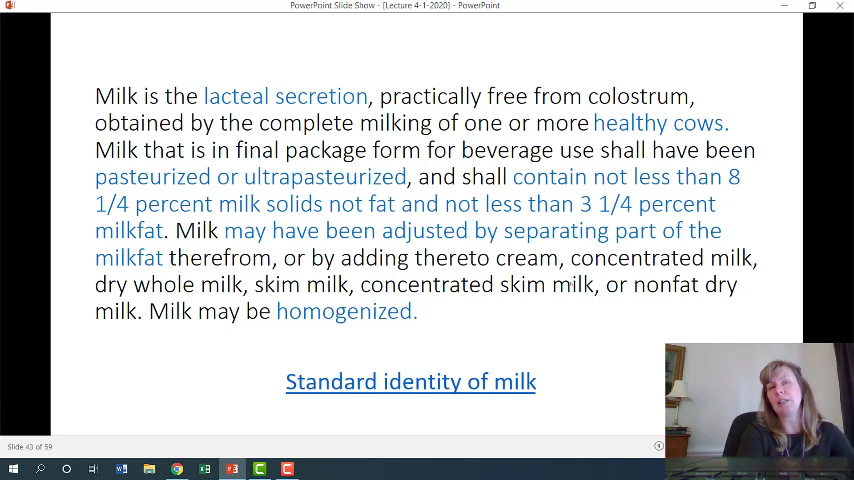 PowerPoint Slide Show - [Lecture 4-1-2020] - PowerPoint
Milk is the lacteal secretion, practically free from colostrum,
obtained by the complete milking of one or more healthy cows.
Milk that is in final package form for beverage use shall have been
pasteurized or ultrapasteurized, and shall contain not less than 8
1/4 percent milk solids not fat and not less than 3 1/4 percent
milkfat. Milk may have been adjusted by separating part of the
milkfat therefrom, or by adding thereto cream, concentrated milk,
dry whole milk, skim milk, concentrated skim milk, or nonfat dry
milk. Milk may be homogenized.
Standard identity of milk
Slide 43 of 59